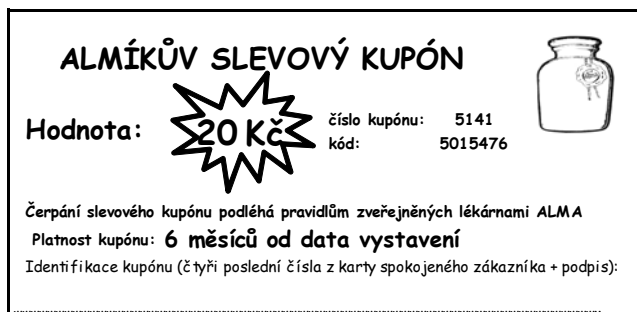 ALMÍKŮV SLEVOVÝ KUPÓN
Hodnota: 20 Kč
číslo kupónu: 5141
kód: 5015476
Čerpání slevového kupónu podléhá pravidlům zveřejněných lékárnami ALMA
Platnost kupónu: 6 měsíců od data vystavení
Identifikace kupónu (čtyři poslední čísla z karty spokojeného zákazníka + podpis):